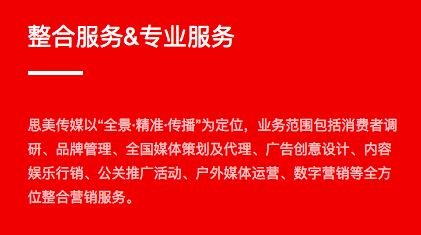 整合服务&专业服务
思美传媒以“全景·精准·传播”为定位，业务范围包括消费者调
研、品牌管理、全国媒体策划及代理、广告创意设计、内容
娱乐行销、公关推广活动、户外媒体运营、数字营销等全方
位整合营销服务。